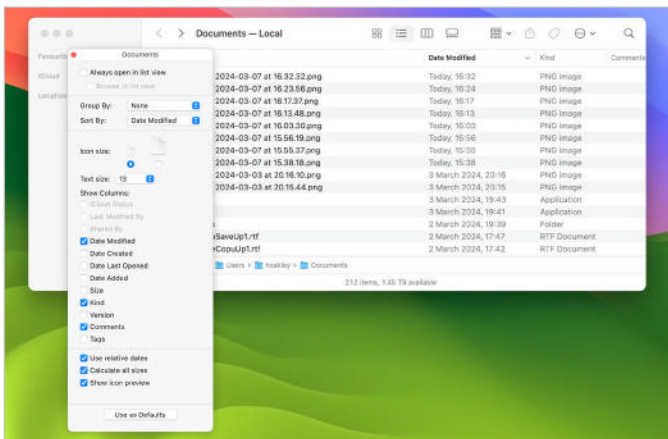 Documents — Local
Favourites
iCloud
Locations
Date Modified
Kind
Comments
2024-03-07 at 16.32.32.png Today, 16:32 PNG image
2024-03-07 at 16.23.56.png Today, 16:24 PNG image
2024-03-07 at 16.17.37.png Today, 16:17 PNG image
2024-03-07 at 16.13.48.png Today, 16:13 PNG image
2024-03-07 at 16.03.30.png Today, 16:03 PNG image
2024-03-07 at 15.56.19.png Today, 15:56 PNG image
2024-03-07 at 15.55.37.png Today, 15:55 PNG image
2024-03-07 at 15.38.18.png Today, 15:38 PNG image
2024-03-03 at 20.16.10.png 3 March 2024, 20:16 PNG image
2024-03-03 at 20.15.44.png 3 March 2024, 20:15 PNG image
3 March 2024, 19:43 Application
3 March 2024, 19:41 Application
2 March 2024, 19:39 Folder
eSaveUp1.rtf 2 March 2024, 17:47 RTF Document
eCopuUp1.rtf 2 March 2024, 17:42 RTF Document
Users › hoakley › Documents
212 items, 1.45 TB available
Documents
Always open in list view
Browse in list view
Group By: None
Sort By: Date Modified
Icon size:
Text size: 13
Show Columns:
iCloud Status
Last Modified By
Shared By
Date Modified
Date Created
Date Last Opened
Date Added
Size
Kind
Version
Comments
Tags
Use relative dates
Calculate all sizes
Show icon preview
Use as Defaults